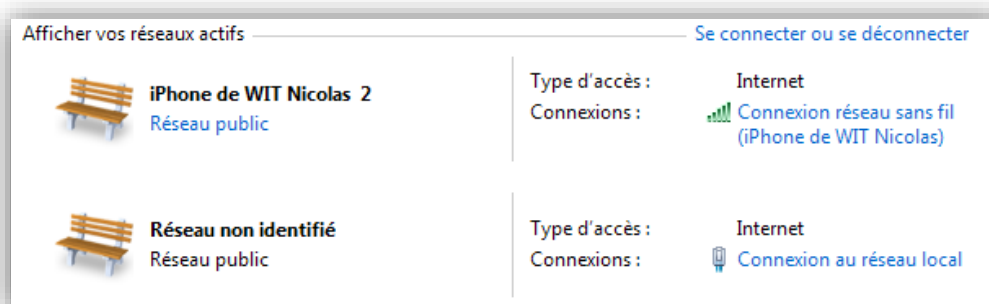 Afficher vos réseaux actifs
Se connecter ou se déconnecter
iPhone de WIT Nicolas 2
Réseau public
Type d'accès : Internet
Connexions : Connexion réseau sans fil
(iPhone de WIT Nicolas)
Réseau non identifié
Réseau public
Type d'accès : Internet
Connexions : Connexion au réseau local